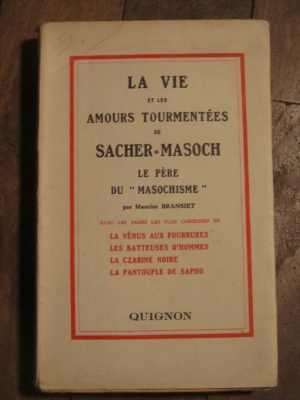 LA VIE
ET LES
AMOURS TOURMENTÉES
DE
SACHER-MASOCH
LE PÈRE
DU "MASOCHISME"
par Maurice BRANSIET
AVEC LES PAGES LES PLUS CURIEUSES DE
LA VÉNUS AUX FOURRURES
LES BATTEUSES D'HOMMES
LA CZARINE NOIRE
LA PANTOUFLE DE SAPHO
QUIGNON